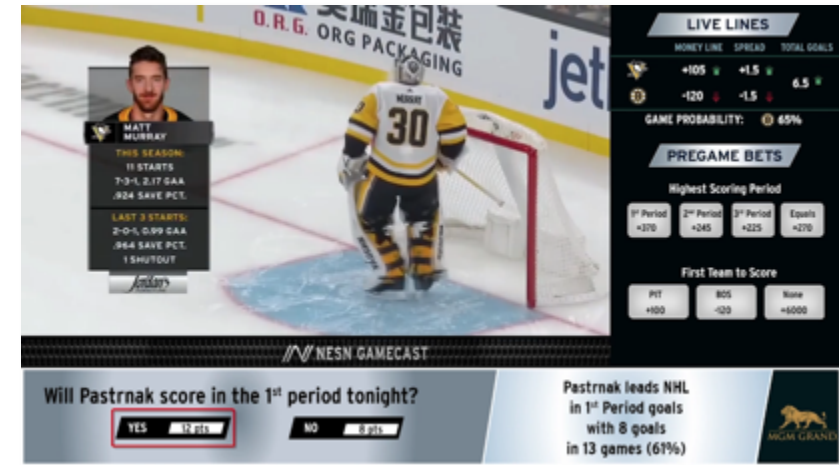 美瑞金包裝
O.R.G. ORG PACKAGING
jet
MURRAY
30
MATT
MURRAY
THIS SEASON:
11 STARTS
7-3-1, 2.17 GAA
.924 SAVE PCT.
LAST 3 STARTS:
2-0-1, 0.99 GAA
.964 SAVE PCT.
1 SHUTOUT
Jordan's
NESN GAMECAST
LIVE LINES
MONEY LINE SPREAD TOTAL GOALS
+105 +1.5
6.5
-120 -1.5
GAME PROBABILITY: 65%
PREGAME BETS
Highest Scoring Period
1st Period 2nd Period 3rd Period Equals
+370 +245 +225 +270
First Team to Score
PIT BOS None
+100 -120 +6000
Will Pastrnak score in the 1st period tonight?
YES 12 pts NO 8 pts
Pastrnak leads NHL
in 1st Period goals
with 8 goals
in 13 games (61%)
MGM GRAND